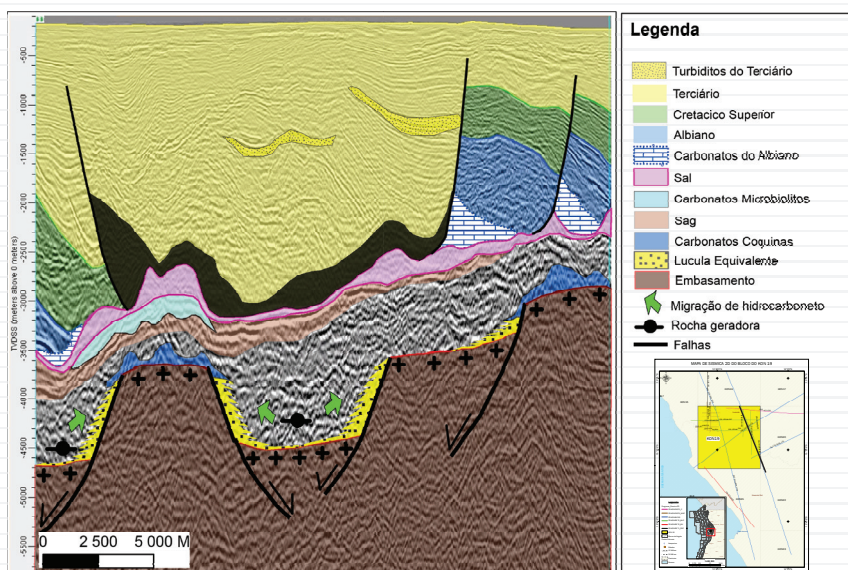 TVDSS (meters above 0 meters)
-500
-1000
-1500
-2000
-2500
-3000
-3500
-4000
-4500
-5000
-5500
0 2 500 5 000 M
Legenda
Turbiditos do Terciário
Terciário
Cretacico Superior
Albiano
Carbonatos do Albiano
Sal
Carbonatos Microbiolitos
Sag
Carbonatos Coquinas
Lucula Equivalente
Embasamento
Migração de hidrocarboneto
Rocha geradora
Falhas